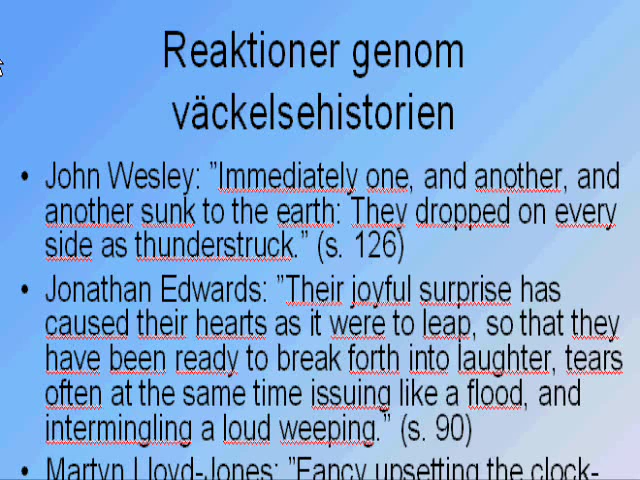 Reaktioner genom
väckelsehistorien
• John Wesley: ”Immediately one, and another, and
another sunk to the earth: They dropped on every
side as thunderstruck.” (s. 126)
• Jonathan Edwards: ”Their joyful surprise has
caused their hearts as it were to leap, so that they
have been ready to break forth into laughter, tears
often at the same time issuing like a flood, and
intermingling a loud weeping.” (s. 90)
• Martyn Lloyd-Jones: ”Fancy upsetting the clock-